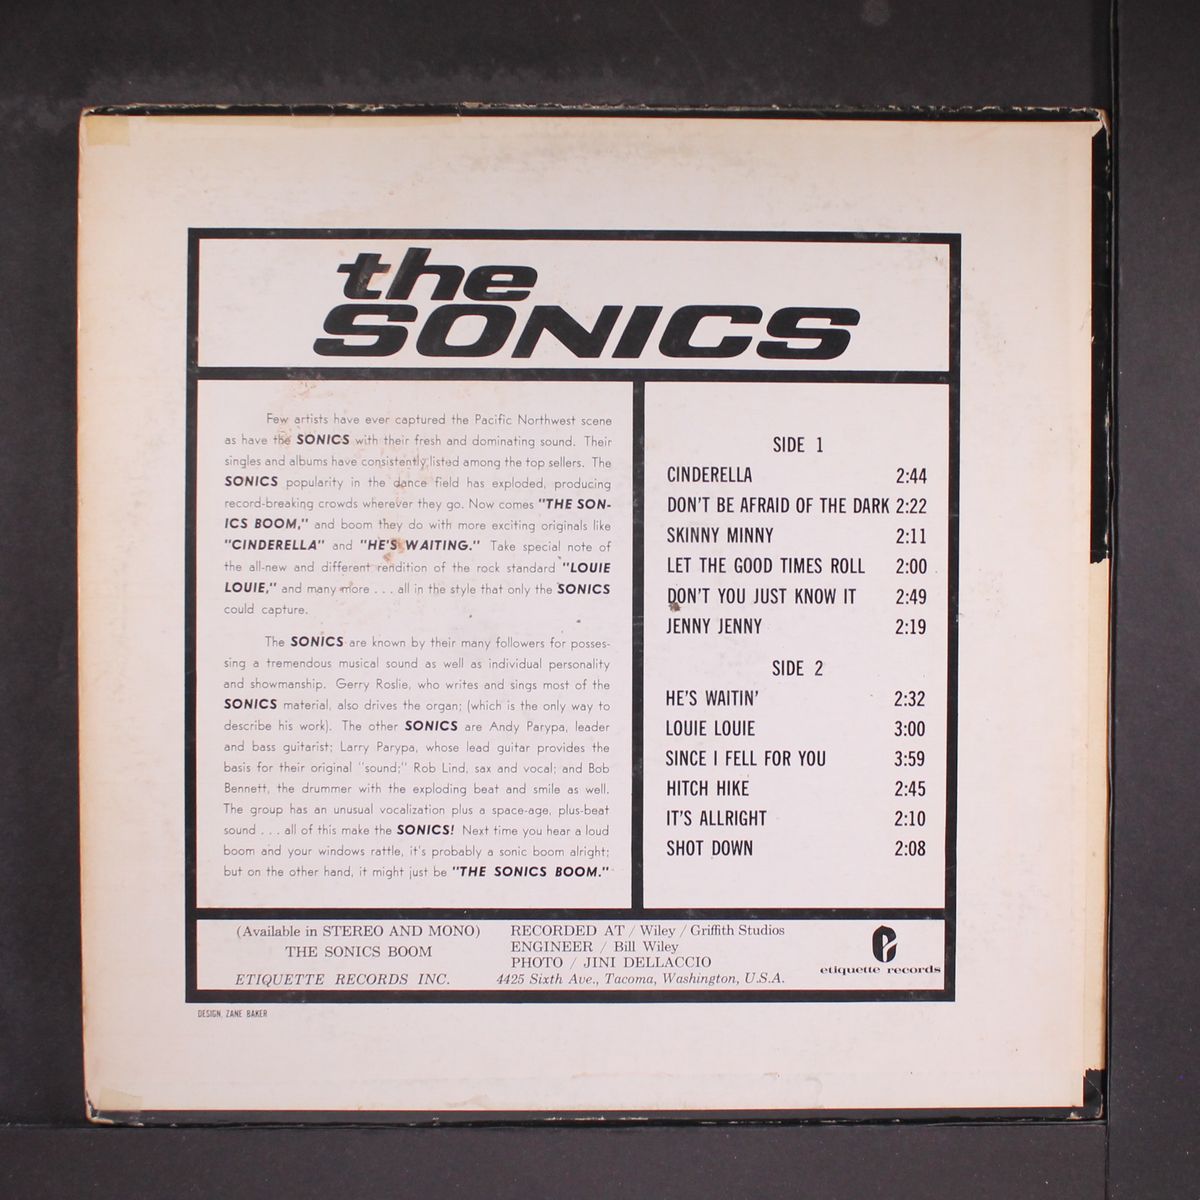 the
SONICS
Few artists have ever captured the Pacific Northwest scene
as have the SONICS with their fresh and dominating sound. Their
singles and albums have consistently listed among the top sellers. The
SONICS popularity in the dance field has exploded, producing
record-breaking crowds wherever they go. Now comes "THE SON-
ICS BOOM," and boom they do with more exciting originals like
"CINDERELLA" and "HE'S WAITING." Take special note of
the all-new and different rendition of the rock standard "LOUIE
LOUIE," and many more . . . all in the style that only the SONICS
could capture.
The SONICS are known by their many followers for posses-
sing a tremendous musical sound as well as individual personality
and showmanship. Gerry Roslie, who writes and sings most of the
SONICS material, also drives the organ; (which is the only way to
describe his work). The other SONICS are Andy Parypa, leader
and bass guitarist; Larry Parypa, whose lead guitar provides the
basis for their original "sound;" Rob Lind, sax and vocal; and Bob
Bennett, the drummer with the exploding beat and smile as well.
The group has an unusual vocalization plus a space-age, plus-beat
sound . . . all of this make the SONICS! Next time you hear a loud
boom and your windows rattle, it's probably a sonic boom alright;
but on the other hand, it might just be "THE SONICS BOOM."
SIDE 1
CINDERELLA 2:44
DON'T BE AFRAID OF THE DARK 2:22
SKINNY MINNY 2:11
LET THE GOOD TIMES ROLL 2:00
DON'T YOU JUST KNOW IT 2:49
JENNY JENNY 2:19
SIDE 2
HE'S WAITIN' 2:32
LOUIE LOUIE 3:00
SINCE I FELL FOR YOU 3:59
HITCH HIKE 2:45
IT'S ALLRIGHT 2:10
SHOT DOWN 2:08
(Available in STEREO AND MONO)
THE SONICS BOOM
ETIQUETTE RECORDS INC.
RECORDED AT / Wiley / Griffith Studios
ENGINEER / Bill Wiley
PHOTO / JINI DELLACCIO
4425 Sixth Ave., Tacoma, Washington, U.S.A.
etiquette records
DESIGN, ZANE BAKER